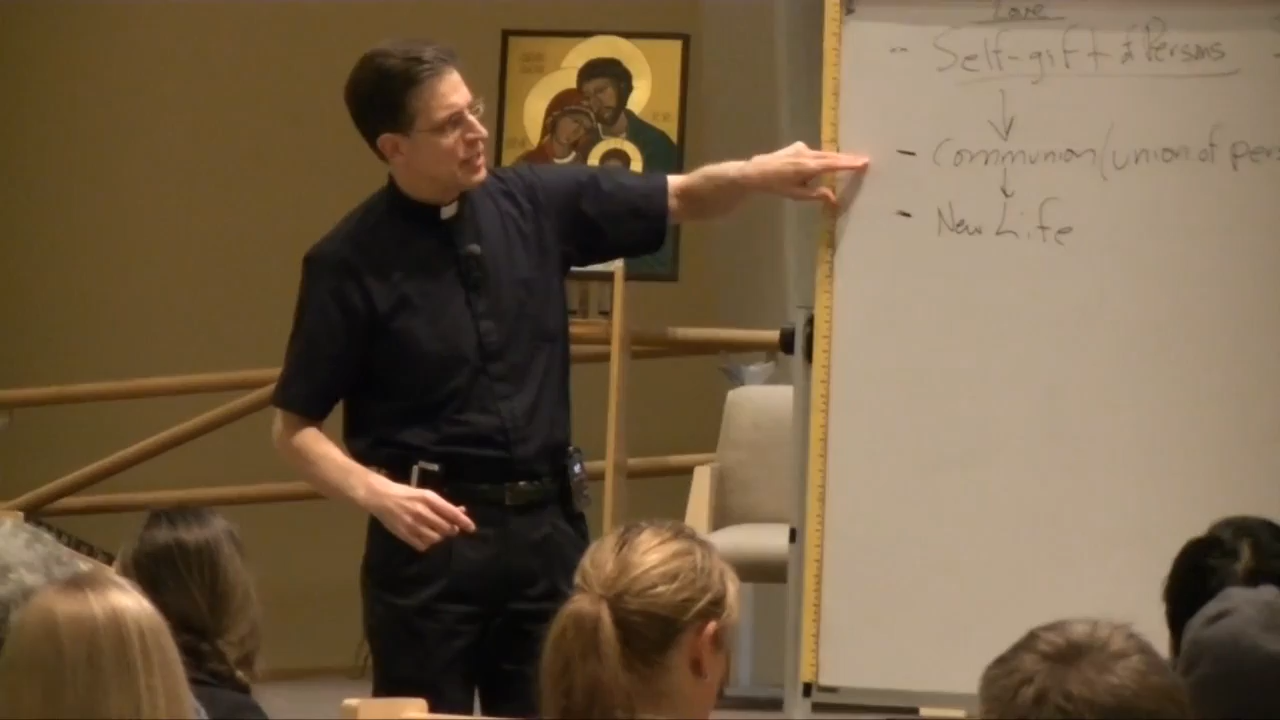 Love
- Self-gift of Persons
- Communion (union of pers
- New Life